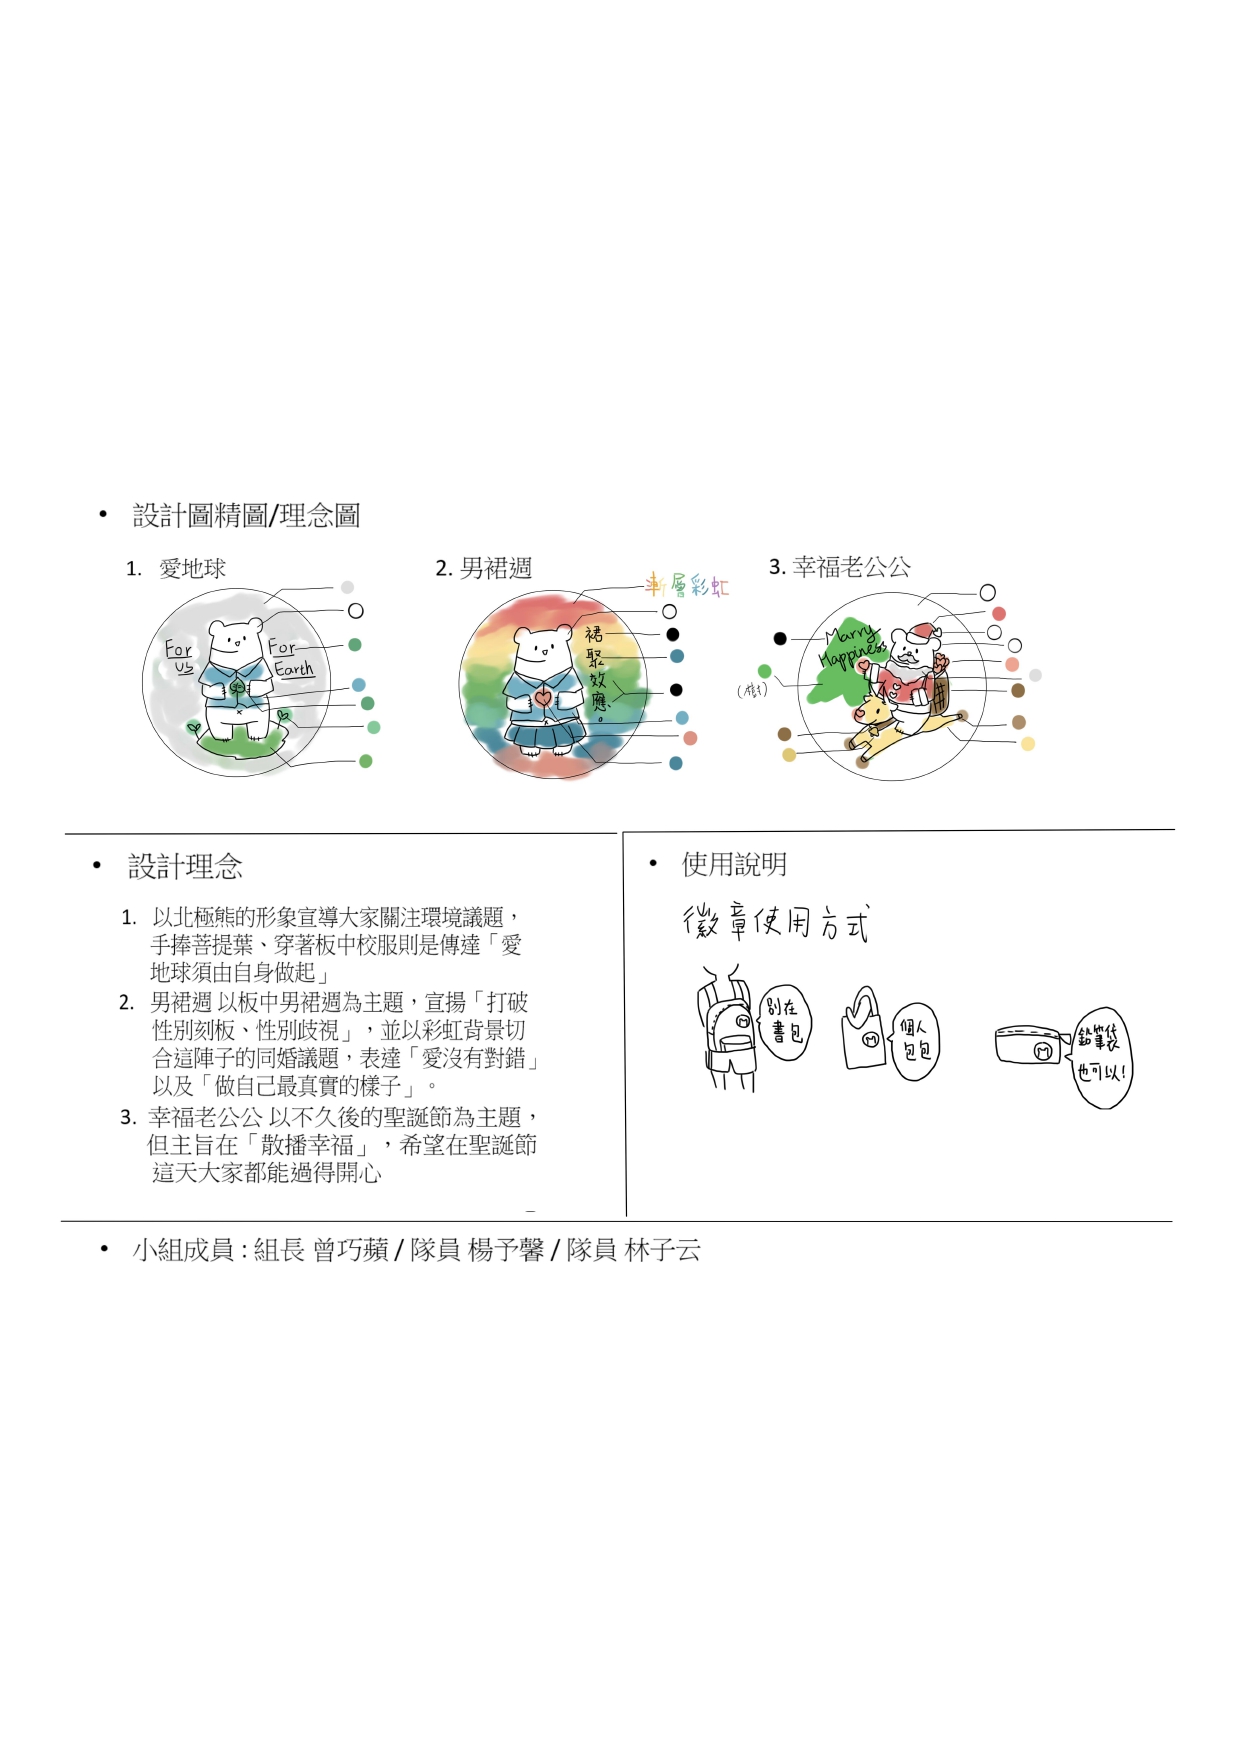 • 設計圖精圖/理念圖
1. 愛地球
2. 男裙週
3. 幸福老公公
漸層彩虹
For us
For Earth
裙聚效應。
Marry
Happiness
(樹)
• 設計理念
1. 以北極熊的形象宣導大家關注環境議題，
手捧菩提葉、穿著板中校服則是傳達「愛
地球須由自身做起」
2. 男裙週 以板中男裙週為主題，宣揚「打破
性別刻板、性別歧視」，並以彩虹背景切
合這陣子的同婚議題，表達「愛沒有對錯」
以及「做自己最真實的樣子」。
3. 幸福老公公 以不久後的聖誕節為主題，
但主旨在「散播幸福」，希望在聖誕節
這天大家都能過得開心
• 使用說明
徽章使用方式
別在
書包
個人
包包
鉛筆袋
也可以!
M
M
M
• 小組成員 : 組長 曾巧蘋 / 隊員 楊予馨 / 隊員 林子云